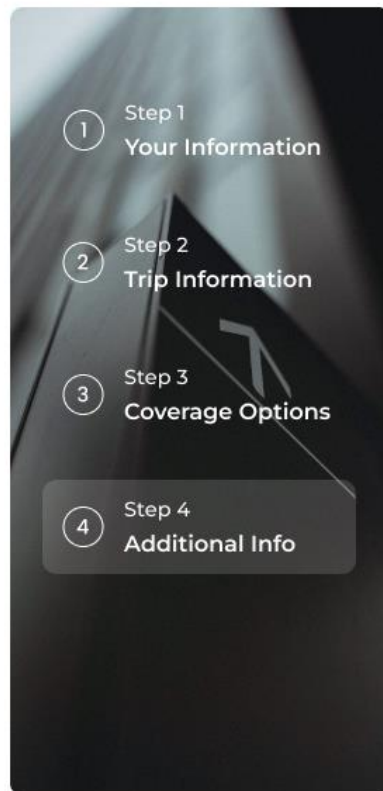 1
Step 1
Your Information
2
Step 2
Trip Information
3
Step 3
Coverage Options
4
Step 4
Additional Info